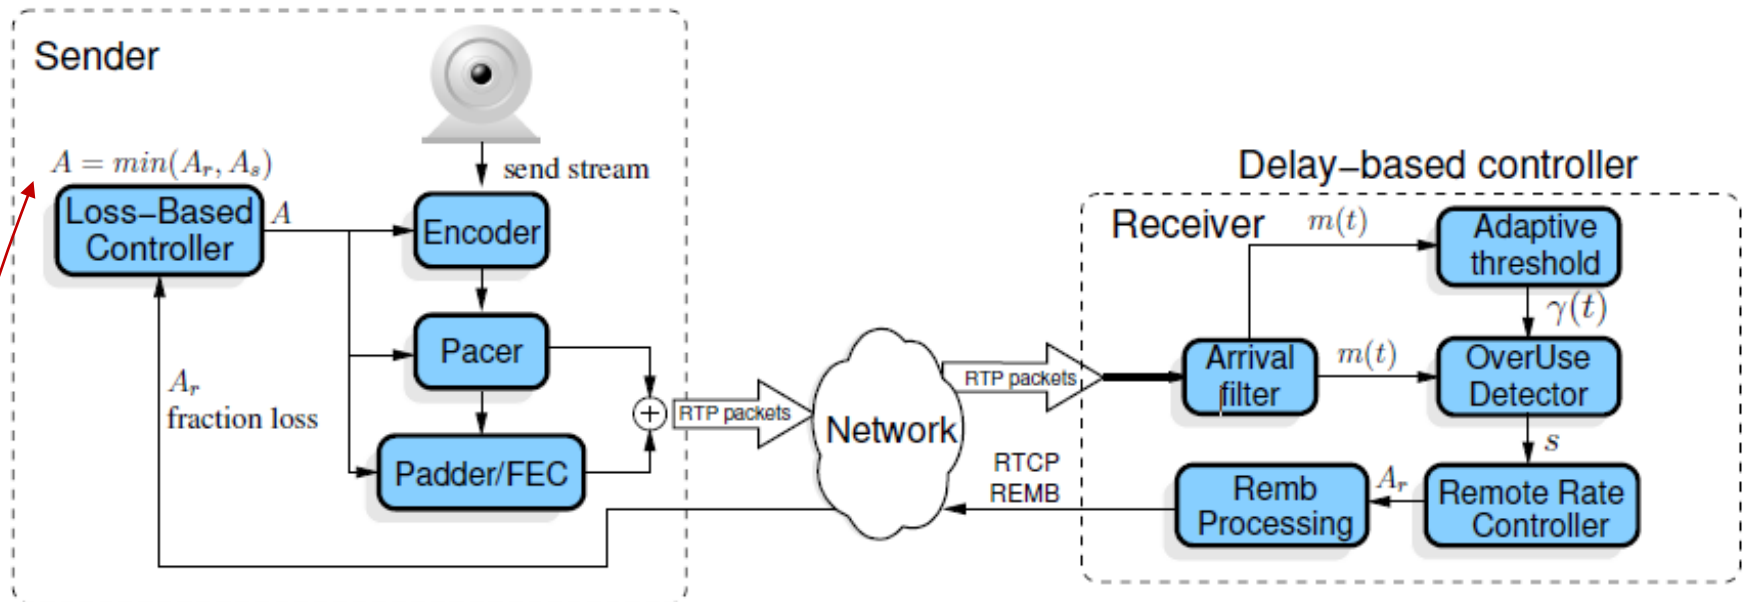 Sender
send stream
A = min(A_r, A_s)
Loss–Based
Controller
A
Encoder
Pacer
Padder/FEC
A_r
fraction loss
+
RTP packets
Network
RTP packets
RTCP
REMB
Delay–based controller
Receiver
m(t)
Adaptive
threshold
γ(t)
Arrival
filter
m(t)
OverUse
Detector
s
Remote Rate
Controller
A_r
Remb
Processing